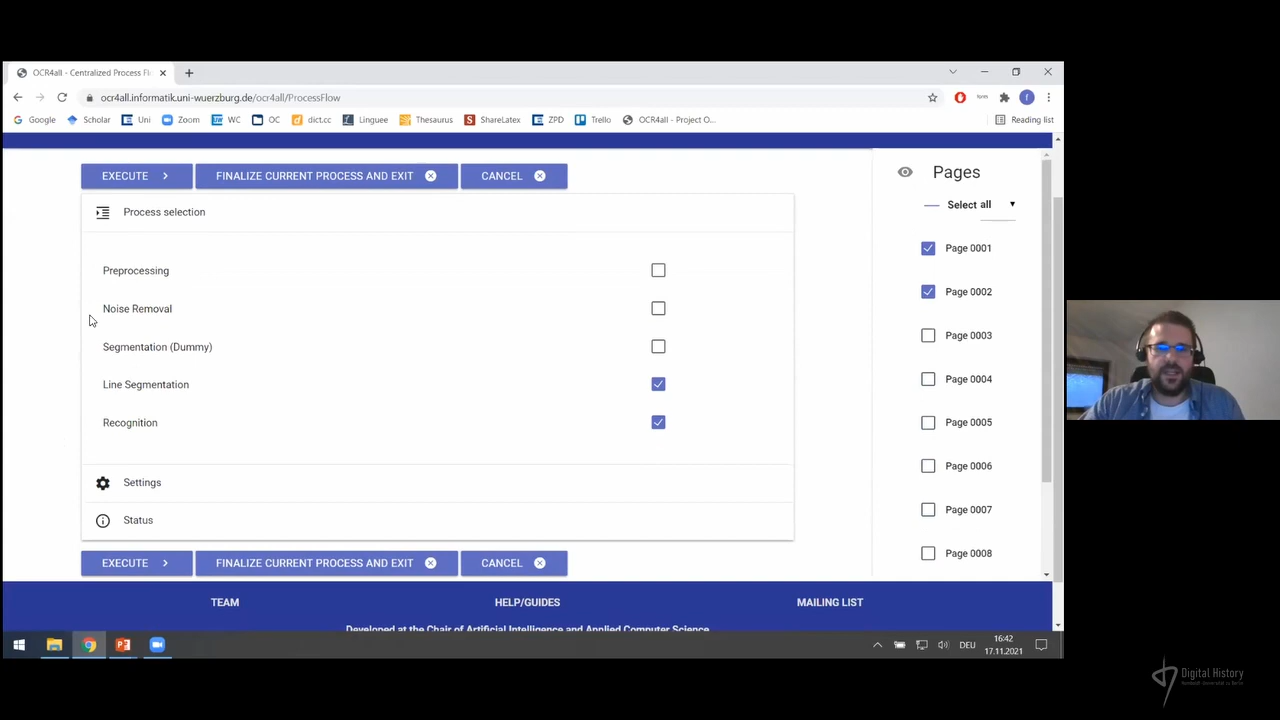 OCR4all - Centralized Process Fl
ocr4all.informatik.uni-wuerzburg.de/ocr4all/ProcessFlow
Google Scholar Uni Zoom WC OC dict.cc Linguee Thesaurus ShareLatex ZPD Trello OCR4all - Project O... Reading list
EXECUTE FINALIZE CURRENT PROCESS AND EXIT CANCEL
Process selection
Preprocessing
Noise Removal
Segmentation (Dummy)
Line Segmentation
Recognition
Settings
Status
EXECUTE FINALIZE CURRENT PROCESS AND EXIT CANCEL
Pages
Select all
Page 0001
Page 0002
Page 0003
Page 0004
Page 0005
Page 0006
Page 0007
Page 0008
TEAM HELP/GUIDES MAILING LIST
Developed at the Chair of Artificial Intelligence and Applied Computer Science
DEU
16:42
17.11.2021
Digital History